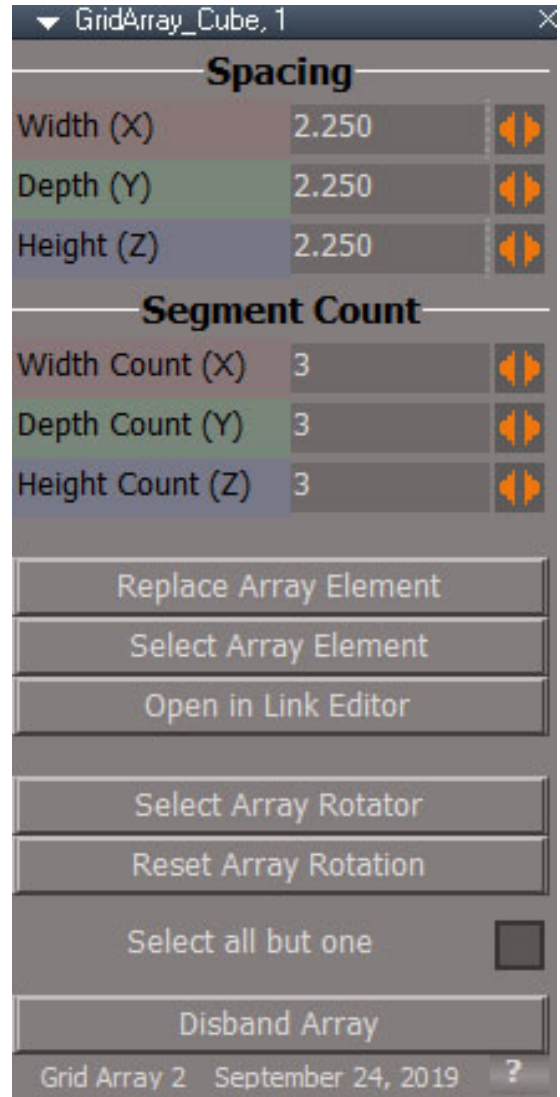 GridArray_Cube, 1
Spacing
Width (X) 2.250
Depth (Y) 2.250
Height (Z) 2.250
Segment Count
Width Count (X) 3
Depth Count (Y) 3
Height Count (Z) 3
Replace Array Element
Select Array Element
Open in Link Editor
Select Array Rotator
Reset Array Rotation
Select all but one
Disband Array
Grid Array 2 September 24, 2019 ?